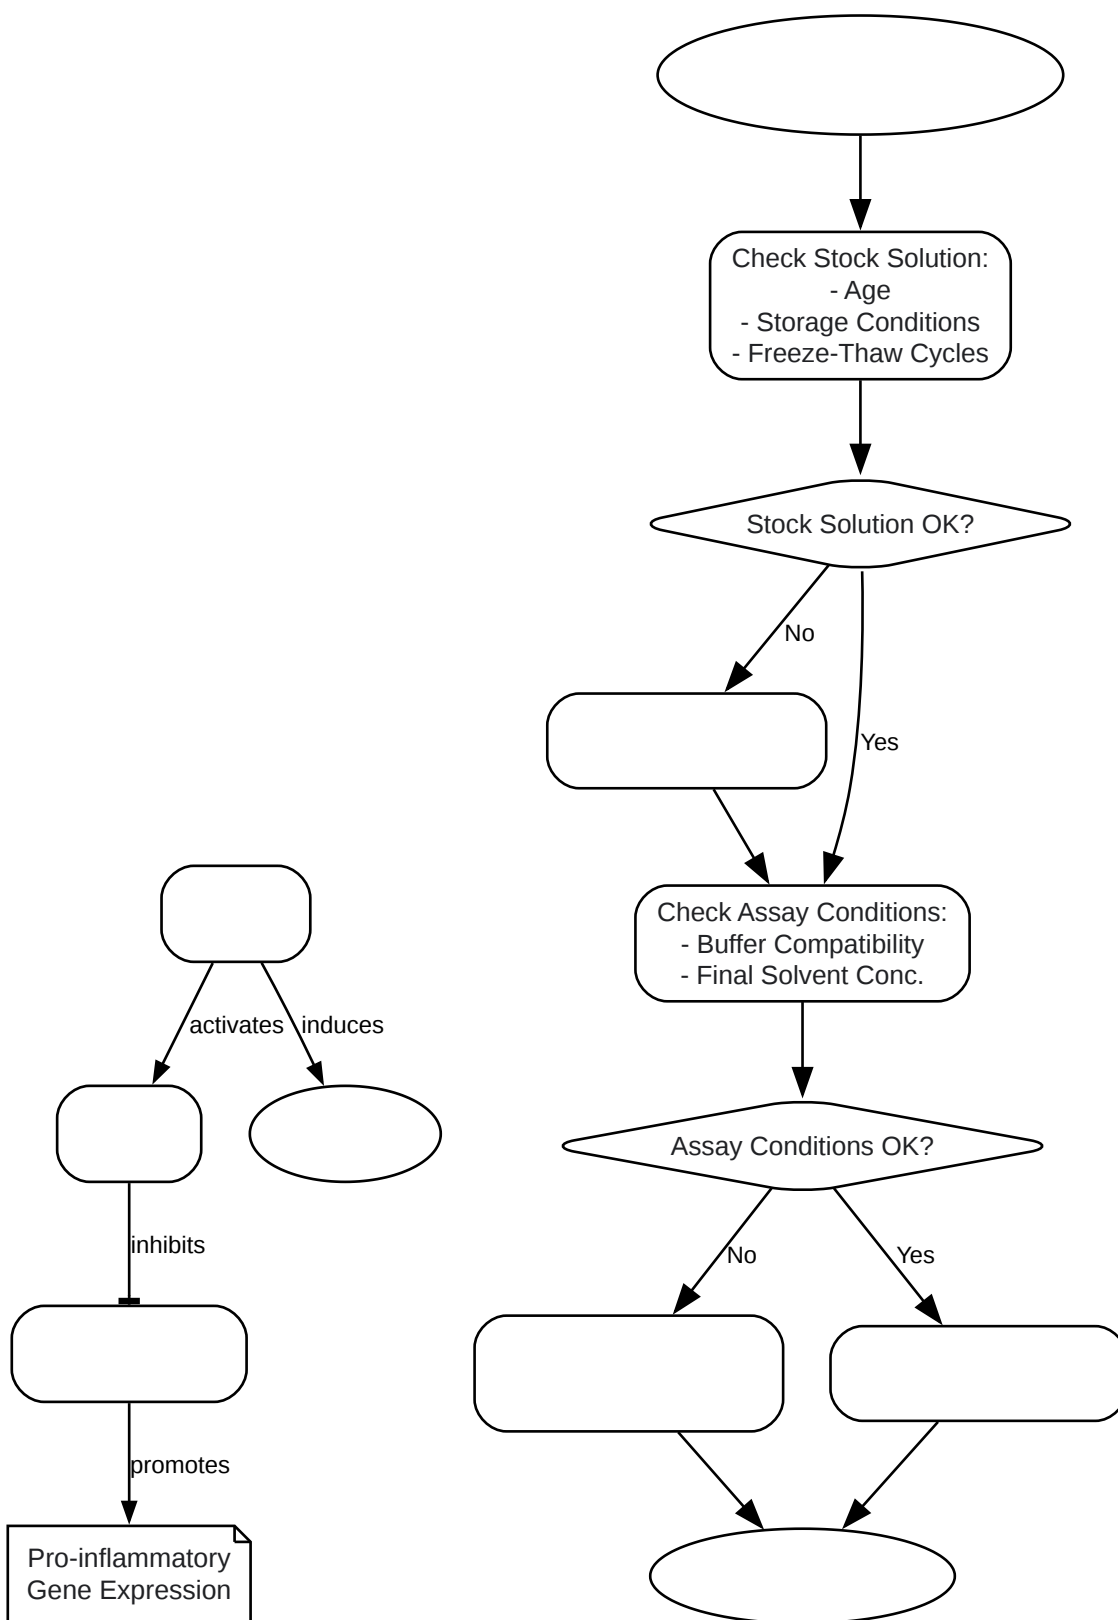 Check Stock Solution:
- Age
- Storage Conditions
- Freeze-Thaw Cycles
Stock Solution OK?
No
Yes
Check Assay Conditions:
- Buffer Compatibility
- Final Solvent Conc.
Assay Conditions OK?
No
Yes
activates
induces
inhibits
promotes
Pro-inflammatory
Gene Expression